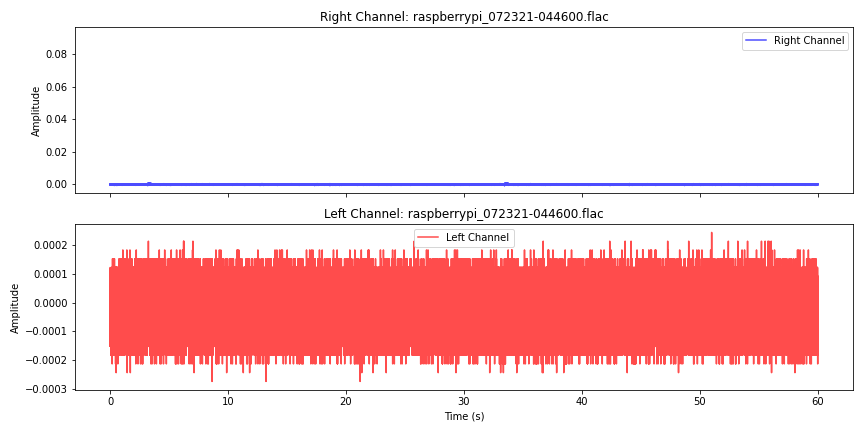 Right Channel: raspberrypi_072321-044600.flac
Right Channel
Amplitude
0.08
0.06
0.04
0.02
0.00
Left Channel: raspberrypi_072321-044600.flac
Left Channel
Amplitude
0.0002
0.0001
0.0000
−0.0001
−0.0002
−0.0003
0 10 20 30 40 50 60
Time (s)